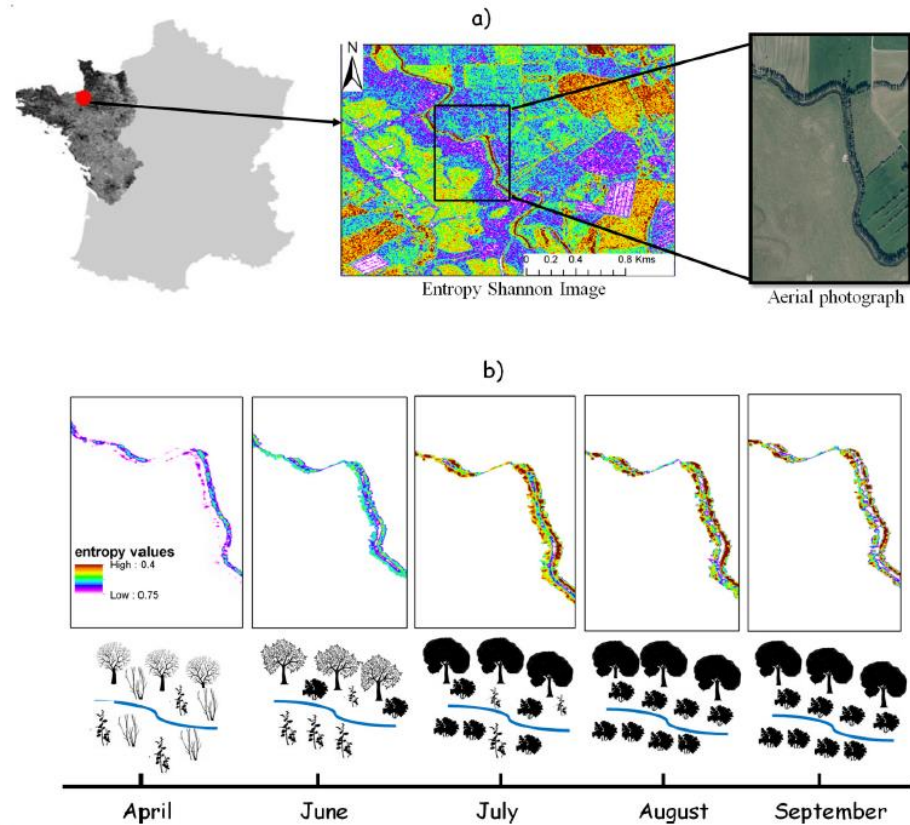 a)
N
0 0.2 0.4 0.8 Kms
Entropy Shannon Image
Aerial photograph
b)
entropy values
High : 0.4
Low : 0.75
April June July August September